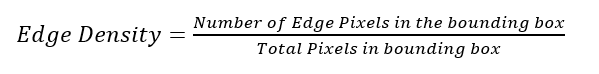 Edge Density = Number of Edge Pixels in the bounding box / Total Pixels in bounding box